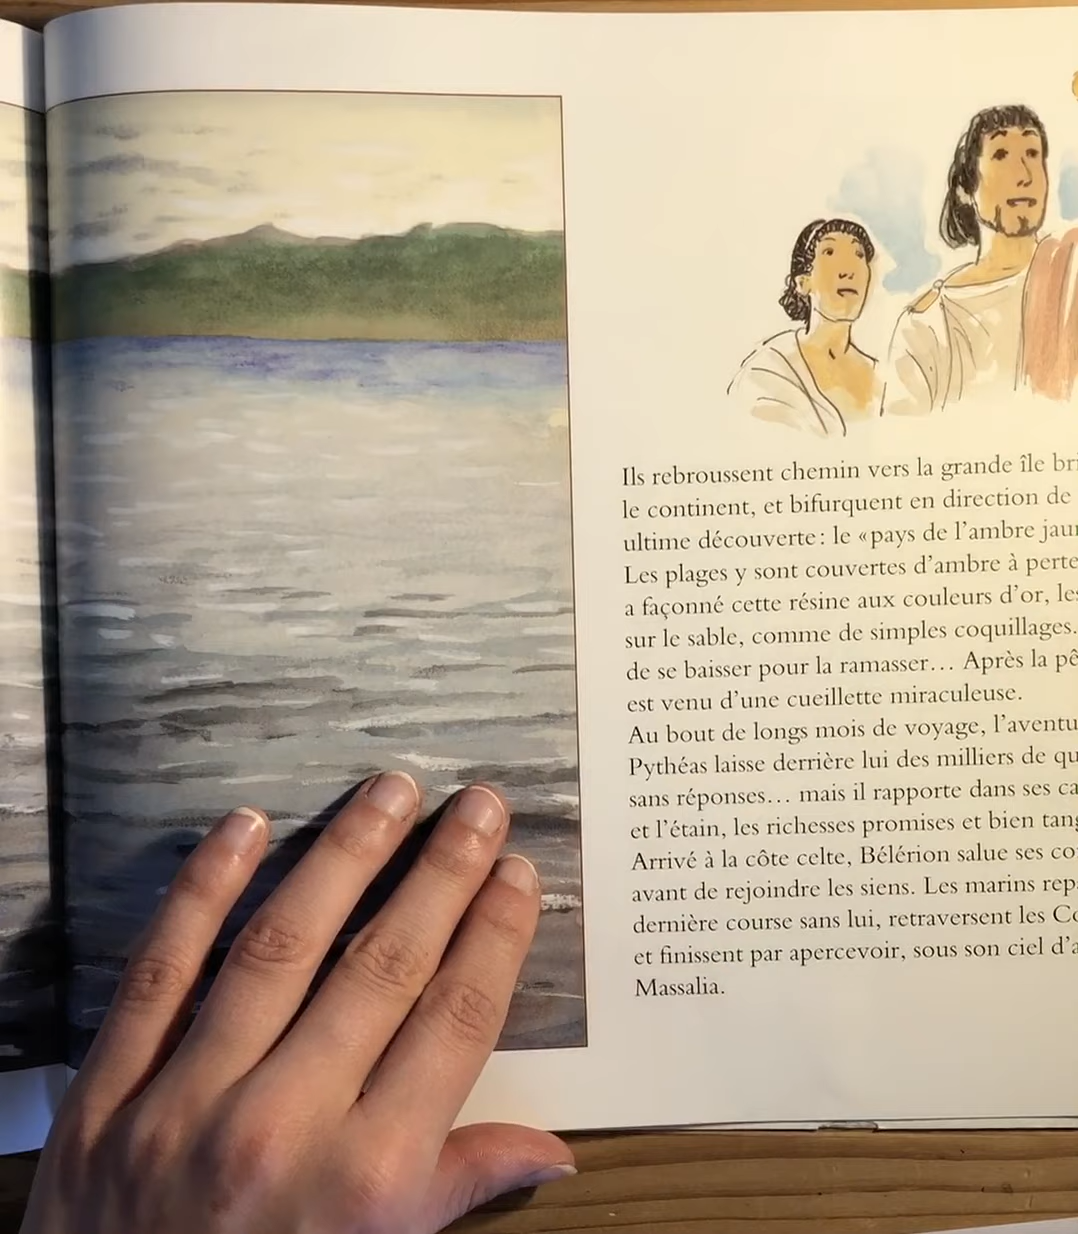 Ils rebroussent chemin vers la grande île
le continent, et bifurquent en direction de
ultime découverte : le « pays de l'ambre
Les plages y sont couvertes d'ambre à perte
a façonné cette résine aux couleurs d'or,
sur le sable, comme de simples coquillages.
de se baisser pour la ramasser... Après la
est venu d'une cueillette miraculeuse.
Au bout de longs mois de voyage,
Pythéas laisse derrière lui des milliers de
sans réponses... mais il rapporte dans ses
et l'étain, les richesses promises et bien
Arrivé à la côte celte, Bélérion salue ses
avant de rejoindre les siens. Les marins
dernière course sans lui, retraversent les
et finissent par apercevoir, sous son ciel
Massalia.